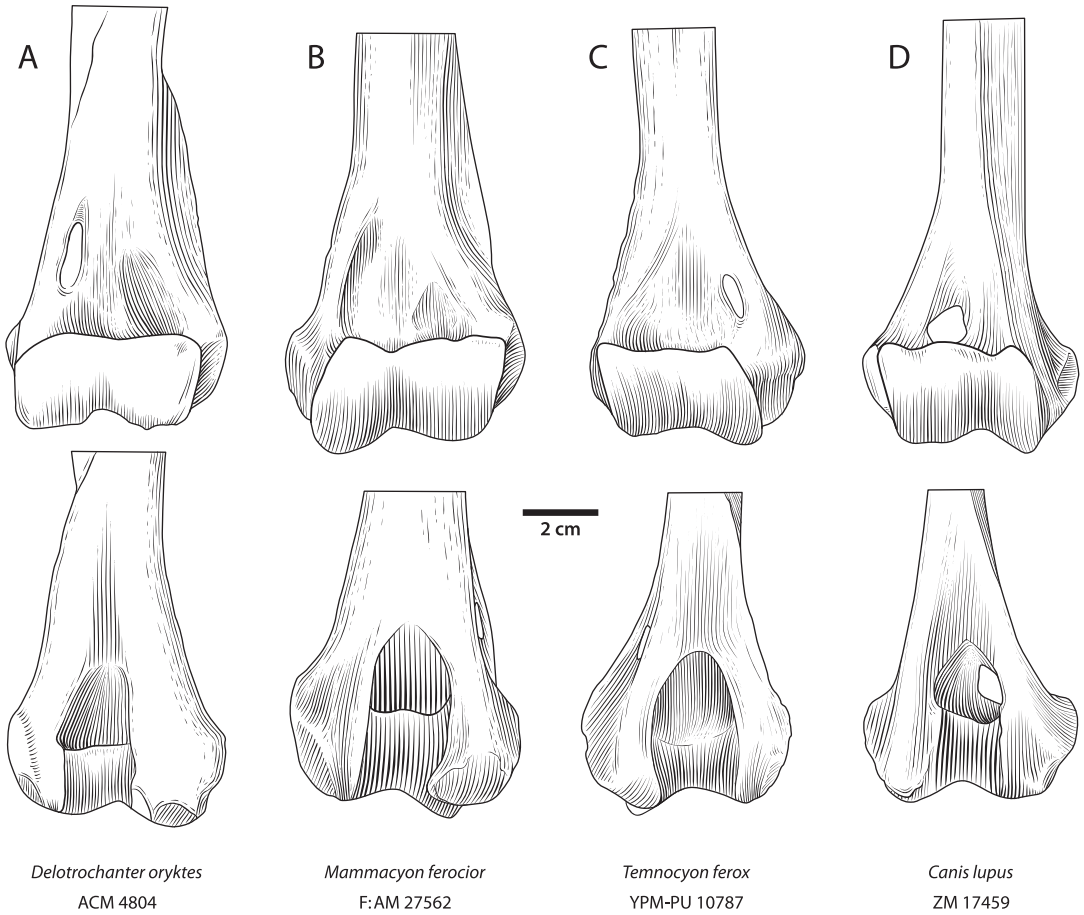 A
B
C
D
2 cm
Delotrochanter oryktes
ACM 4804
Mammacyon ferocior
F:AM 27562
Temnocyon ferox
YPM-PU 10787
Canis lupus
ZM 17459